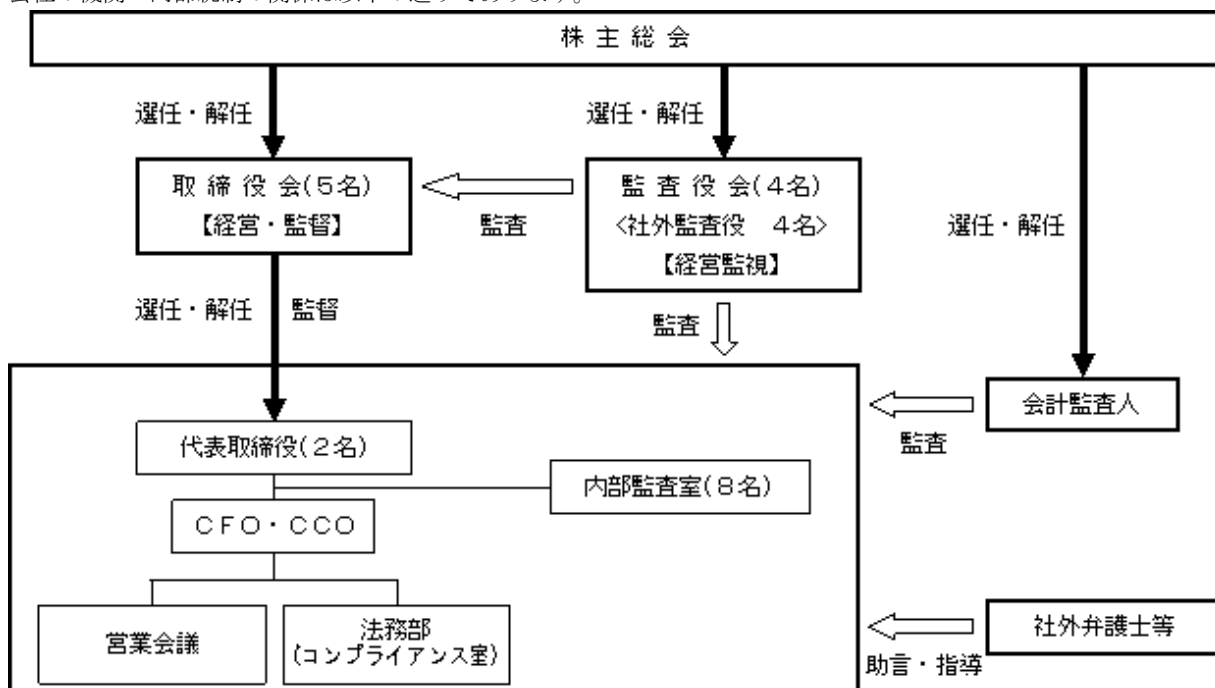 会社の機関・内部統制の関係は以下の通りであります。
株 主 総 会
選任・解任
選任・解任
取 締 役 会(５名)
【経営・監督】
監査
監 査 役 会(４名)
<社外監査役　４名>
【経営監視】
選任・解任
選任・解任
監督
監査
代表取締役(２名)
会計監査人
監査
内部監査室(８名)
ＣＦＯ・ＣＣＯ
営業会議
法務部
(コンプライアンス室)
社外弁護士等
助言・指導